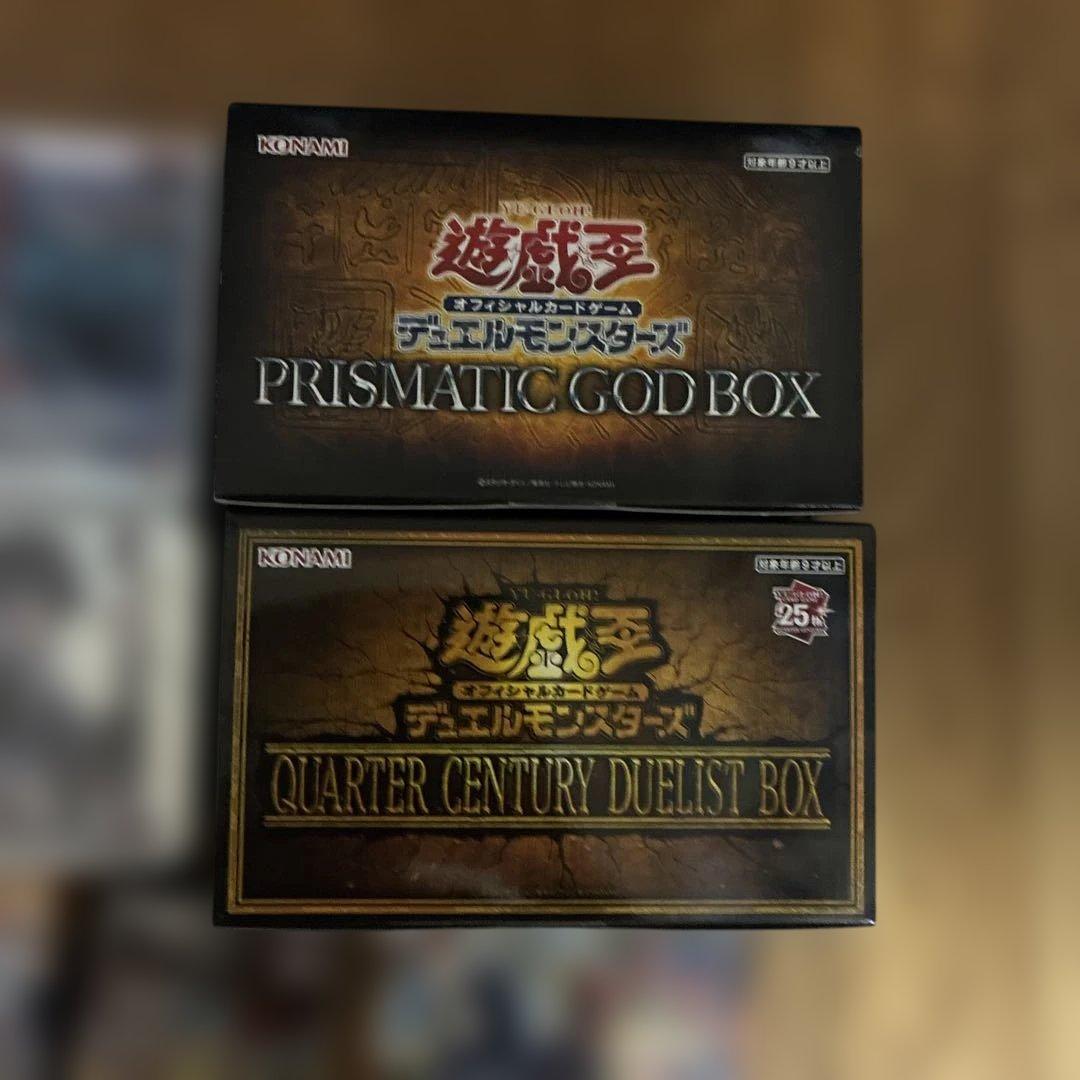 KONAMI
対象年齢9才以上
YU-GI-OH!
遊戯王
オフィシャルカードゲーム
デュエルモンスターズ
PRISMATIC GOD BOX
KONAMI
対象年齢9才以上
YU-GI-OH!
25th
遊戯王
オフィシャルカードゲーム
デュエルモンスターズ
QUARTER CENTURY DUELIST BOX